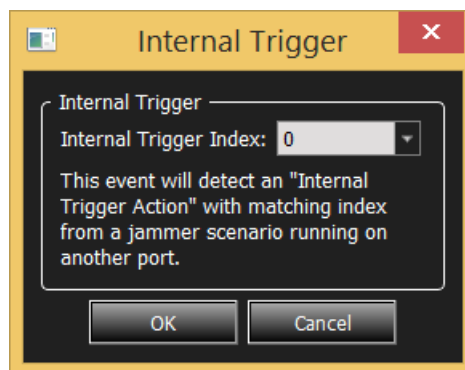 Internal Trigger
Internal Trigger
Internal Trigger Index: 0
This event will detect an "Internal
Trigger Action" with matching index
from a jammer scenario running on
another port.
OK Cancel